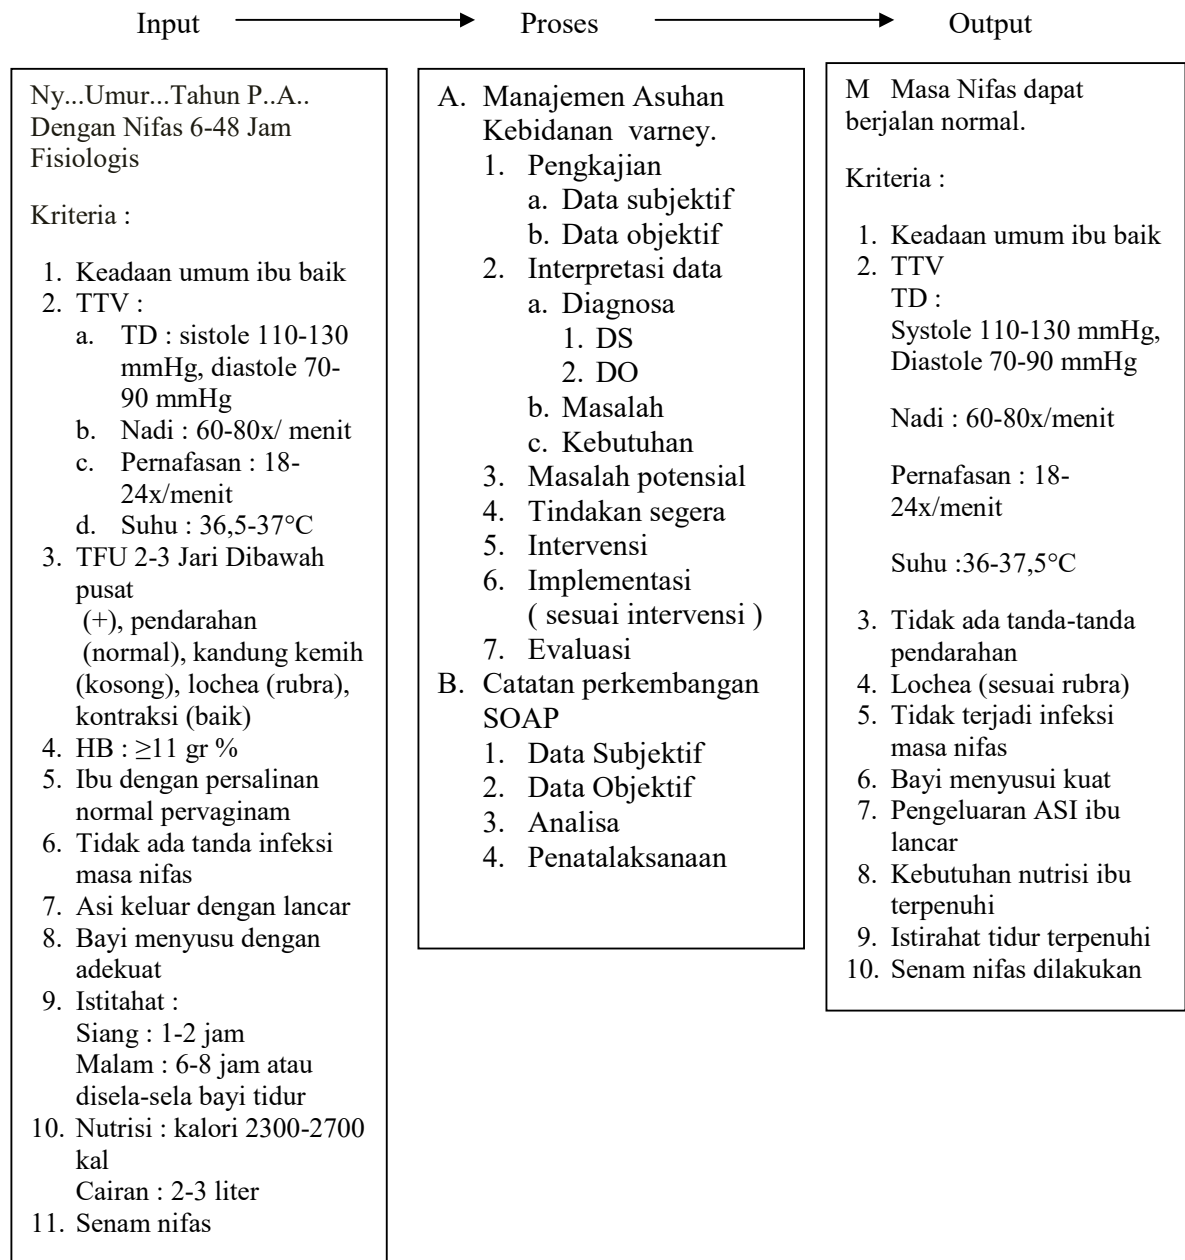 Input Proses Output
Ny...Umur...Tahun P..A..
Dengan Nifas 6-48 Jam
Fisiologis
Kriteria :
1. Keadaan umum ibu baik
2. TTV :
a. TD : sistole 110-130
mmHg, diastole 70-
90 mmHg
b. Nadi : 60-80x/ menit
c. Pernafasan : 18-
24x/menit
d. Suhu : 36,5-37°C
3. TFU 2-3 Jari Dibawah
pusat
(+), pendarahan
(normal), kandung kemih
(kosong), lochea (rubra),
kontraksi (baik)
4. HB : ≥11 gr %
5. Ibu dengan persalinan
normal pervaginam
6. Tidak ada tanda infeksi
masa nifas
7. Asi keluar dengan lancar
8. Bayi menyusu dengan
adekuat
9. Istitahat :
Siang : 1-2 jam
Malam : 6-8 jam atau
disela-sela bayi tidur
10. Nutrisi : kalori 2300-2700
kal
Cairan : 2-3 liter
11. Senam nifas
A. Manajemen Asuhan
Kebidanan varney.
1. Pengkajian
a. Data subjektif
b. Data objektif
2. Interpretasi data
a. Diagnosa
1. DS
2. DO
b. Masalah
c. Kebutuhan
3. Masalah potensial
4. Tindakan segera
5. Intervensi
6. Implementasi
( sesuai intervensi )
7. Evaluasi
B. Catatan perkembangan
SOAP
1. Data Subjektif
2. Data Objektif
3. Analisa
4. Penatalaksanaan
M Masa Nifas dapat
berjalan normal.
Kriteria :
1. Keadaan umum ibu baik
2. TTV
TD :
Systole 110-130 mmHg,
Diastole 70-90 mmHg
Nadi : 60-80x/menit
Pernafasan : 18-
24x/menit
Suhu :36-37,5°C
3. Tidak ada tanda-tanda
pendarahan
4. Lochea (sesuai rubra)
5. Tidak terjadi infeksi
masa nifas
6. Bayi menyusui kuat
7. Pengeluaran ASI ibu
lancar
8. Kebutuhan nutrisi ibu
terpenuhi
9. Istirahat tidur terpenuhi
10. Senam nifas dilakukan